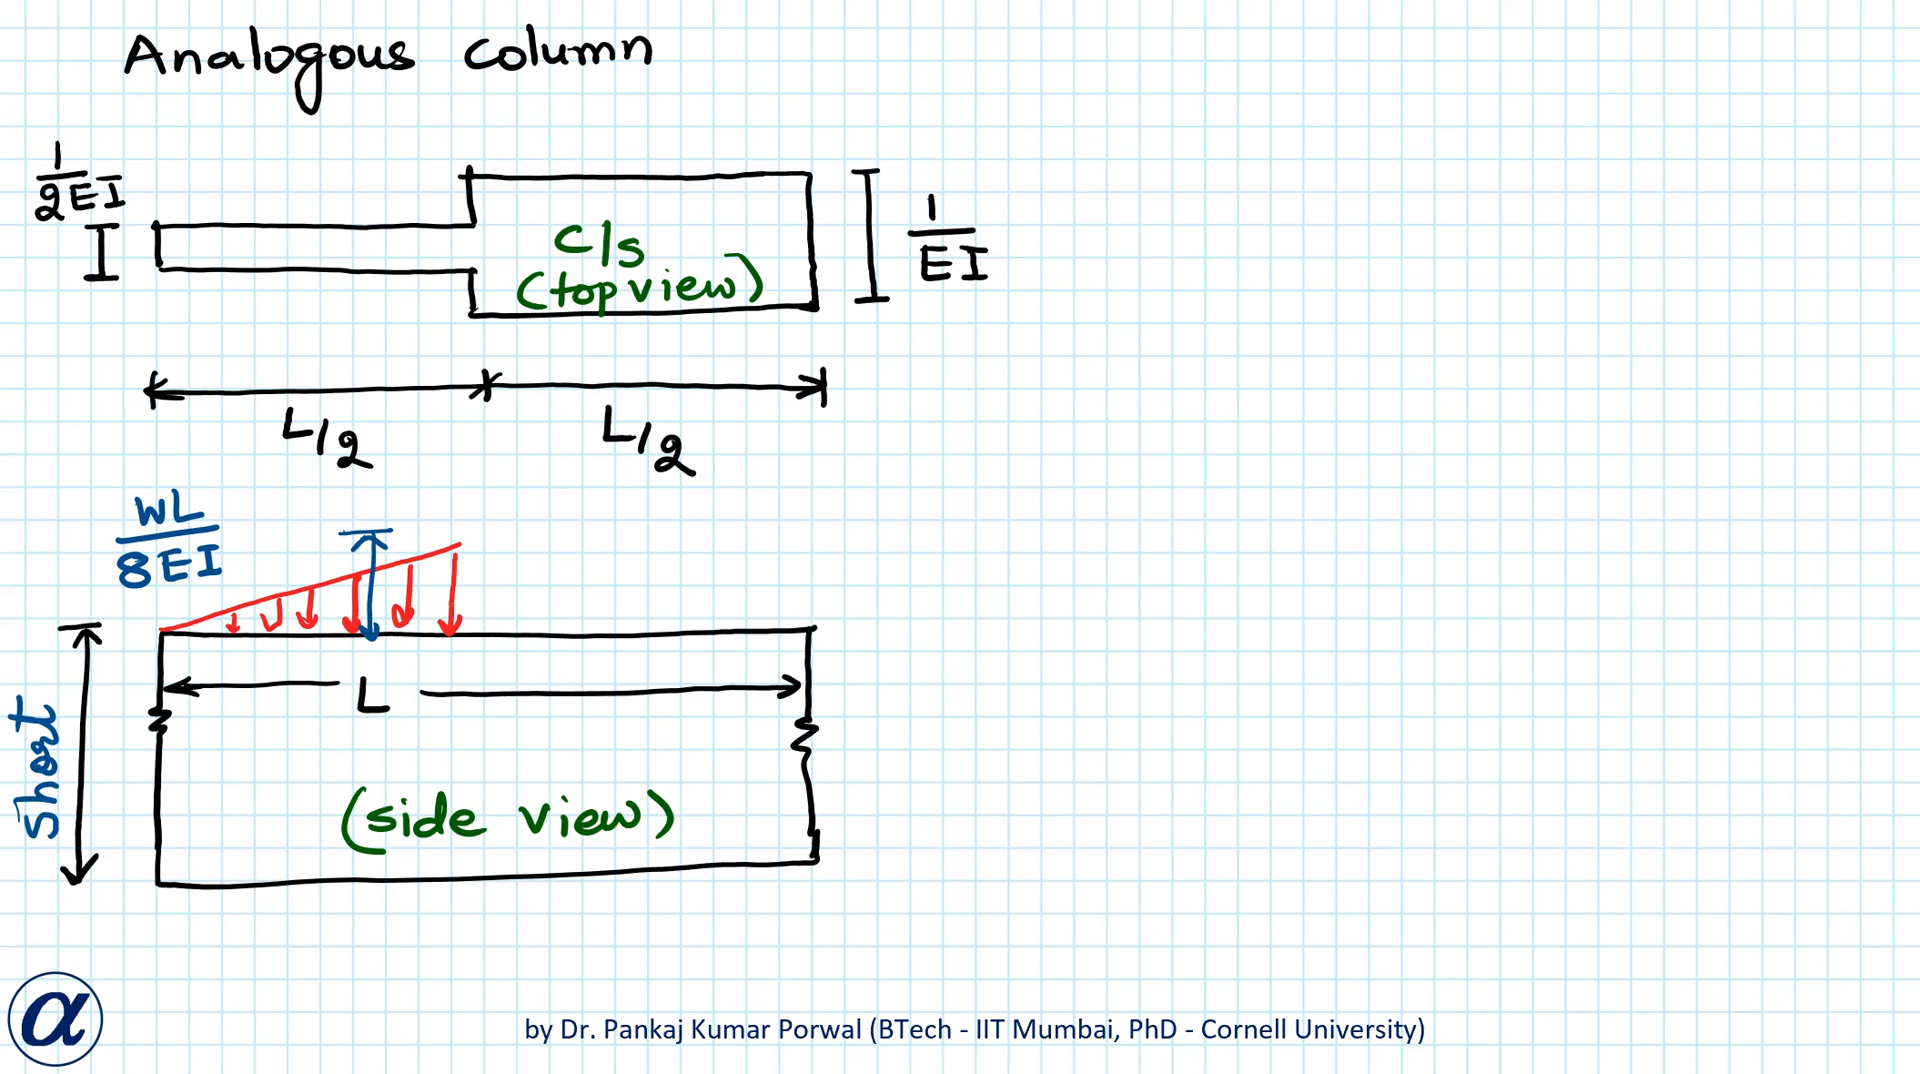 Analogous column
1/2EI
I
C/s
(top view)
1/EI
L/2 L/2
WL/8EI
L
short
(side view)
α
by Dr. Pankaj Kumar Porwal (BTech - IIT Mumbai, PhD - Cornell University)